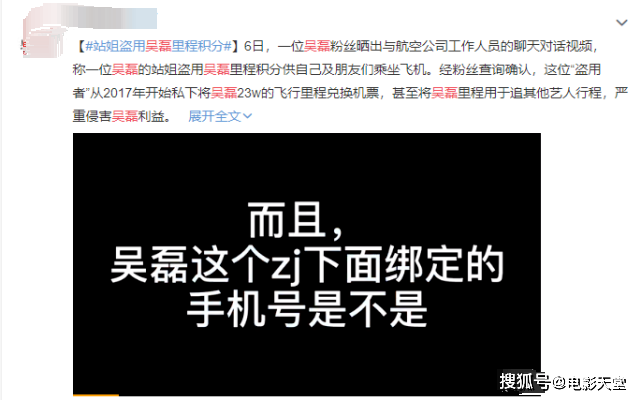 【#站姐盗用吴磊里程积分#】6日，一位吴磊粉丝晒出与航空公司工作人员的聊天对话视频，
称一位吴磊的站姐盗用吴磊里程积分供自己及朋友们乘坐飞机。经粉丝查询确认，这位“盗用
者”从2017年开始私下将吴磊23w的飞行里程兑换机票，甚至将吴磊里程用于追其他艺人行程，严
重侵害吴磊利益。 展开全文
而且，
吴磊这个zj下面绑定的
手机号是不是
搜狐号@电影天堂